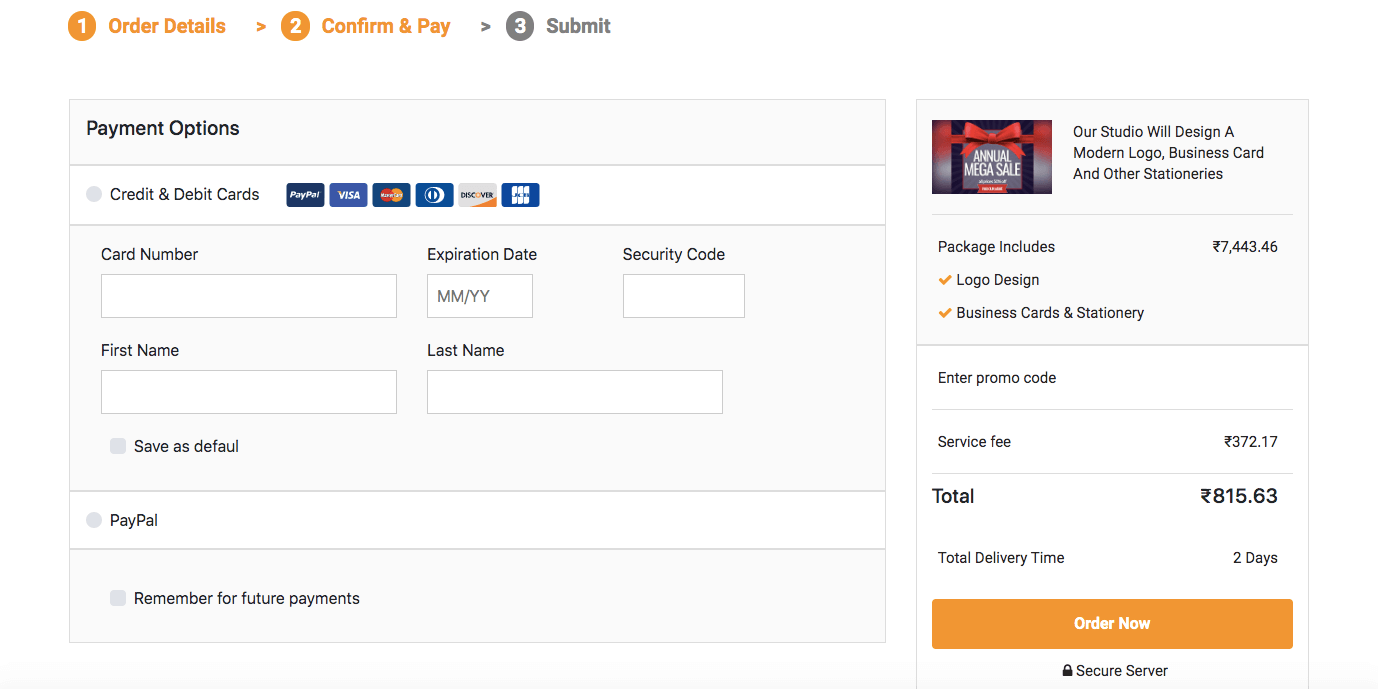 1 Order Details > 2 Confirm & Pay > 3 Submit
Payment Options
Credit & Debit Cards PayPal VISA MasterCard DISCOVER JCB
Card Number Expiration Date Security Code
MM/YY
First Name Last Name
Save as defaul
PayPal
Remember for future payments
ANNUAL
MEGA SALE
Our Studio Will Design A
Modern Logo, Business Card
And Other Stationeries
Package Includes ₹7,443.46
Logo Design
Business Cards & Stationery
Enter promo code
Service fee ₹372.17
Total ₹815.63
Total Delivery Time 2 Days
Order Now
Secure Server